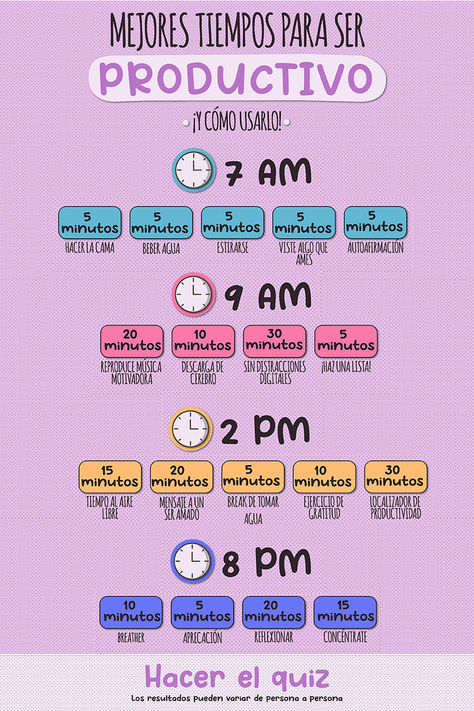 MEJORES TIEMPOS PARA SER
PRODUCTIVO
¡Y CÓMO USARLO!
7 AM
5 minutos
HACER LA CAMA
5 minutos
BEBER AGUA
5 minutos
ESTIRARSE
5 minutos
VISTE ALGO QUE
AMES
5 minutos
AUTOAFIRMACIÓN
9 AM
20 minutos
REPRODUCE MÚSICA
MOTIVADORA
10 minutos
DESCARGA DE
CEREBRO
30 minutos
SIN DISTRACCIONES
DIGITALES
5 minutos
¡HAZ UNA LISTA!
2 PM
15 minutos
TIEMPO AL AIRE
LIBRE
20 minutos
MENSAJE A UN
SER AMADO
5 minutos
BREAK DE TOMAR
AGUA
10 minutos
EJERCICIO DE
GRATITUD
30 minutos
LOCALIZADOR DE
PRODUCTIVIDAD
8 PM
10 minutos
BREATHER
5 minutos
APRECACIÓN
20 minutos
REFLEXIONAR
15 minutos
CONCENTRATE
Hacer el quiz
Los resultados pueden variar de persona a persona